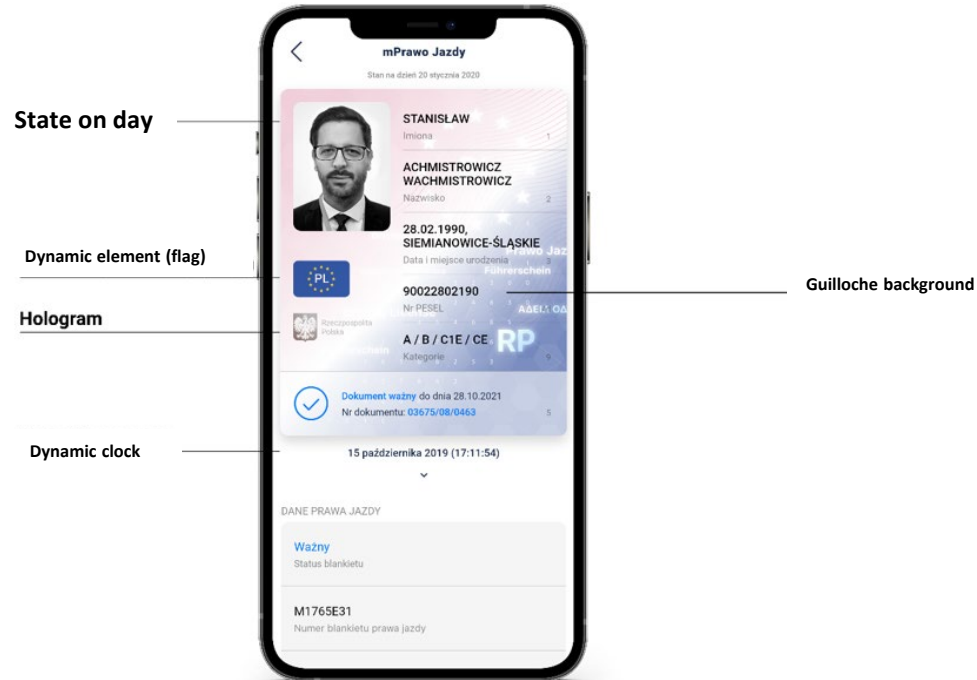 mPrawo Jazdy
Stan na dzień 20 stycznia 2020
State on day
STANISŁAW
Imiona 1
ACHMISTROWICZ
WACHMISTROWICZ
Nazwisko 2
28.02.1990,
SIEMIANOWICE-ŚLĄSKIE
Data i miejsce urodzenia 3
Prawo Jaz
Führerschein
Dynamic element (flag)
PL
90022802190
Nr PESEL
Guilloche background
ΑΔΕΙΑ ΟΔ
Hologram
Rzeczpospolita
Polska
A / B / C1E / CE
Kategorie 9
RP
Dokument ważny do dnia 28.10.2021
Nr dokumentu: 03675/08/0463 5
Dynamic clock
15 października 2019 (17:11:54)
DANE PRAWA JAZDY
Ważny
Status blankietu
M1765E31
Numer blankietu prawa jazdy